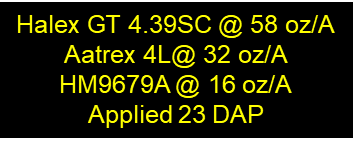 Halex GT 4.39SC @ 58 oz/A
Aatrex 4L@ 32 oz/A
HM9679A @ 16 oz/A
Applied 23 DAP